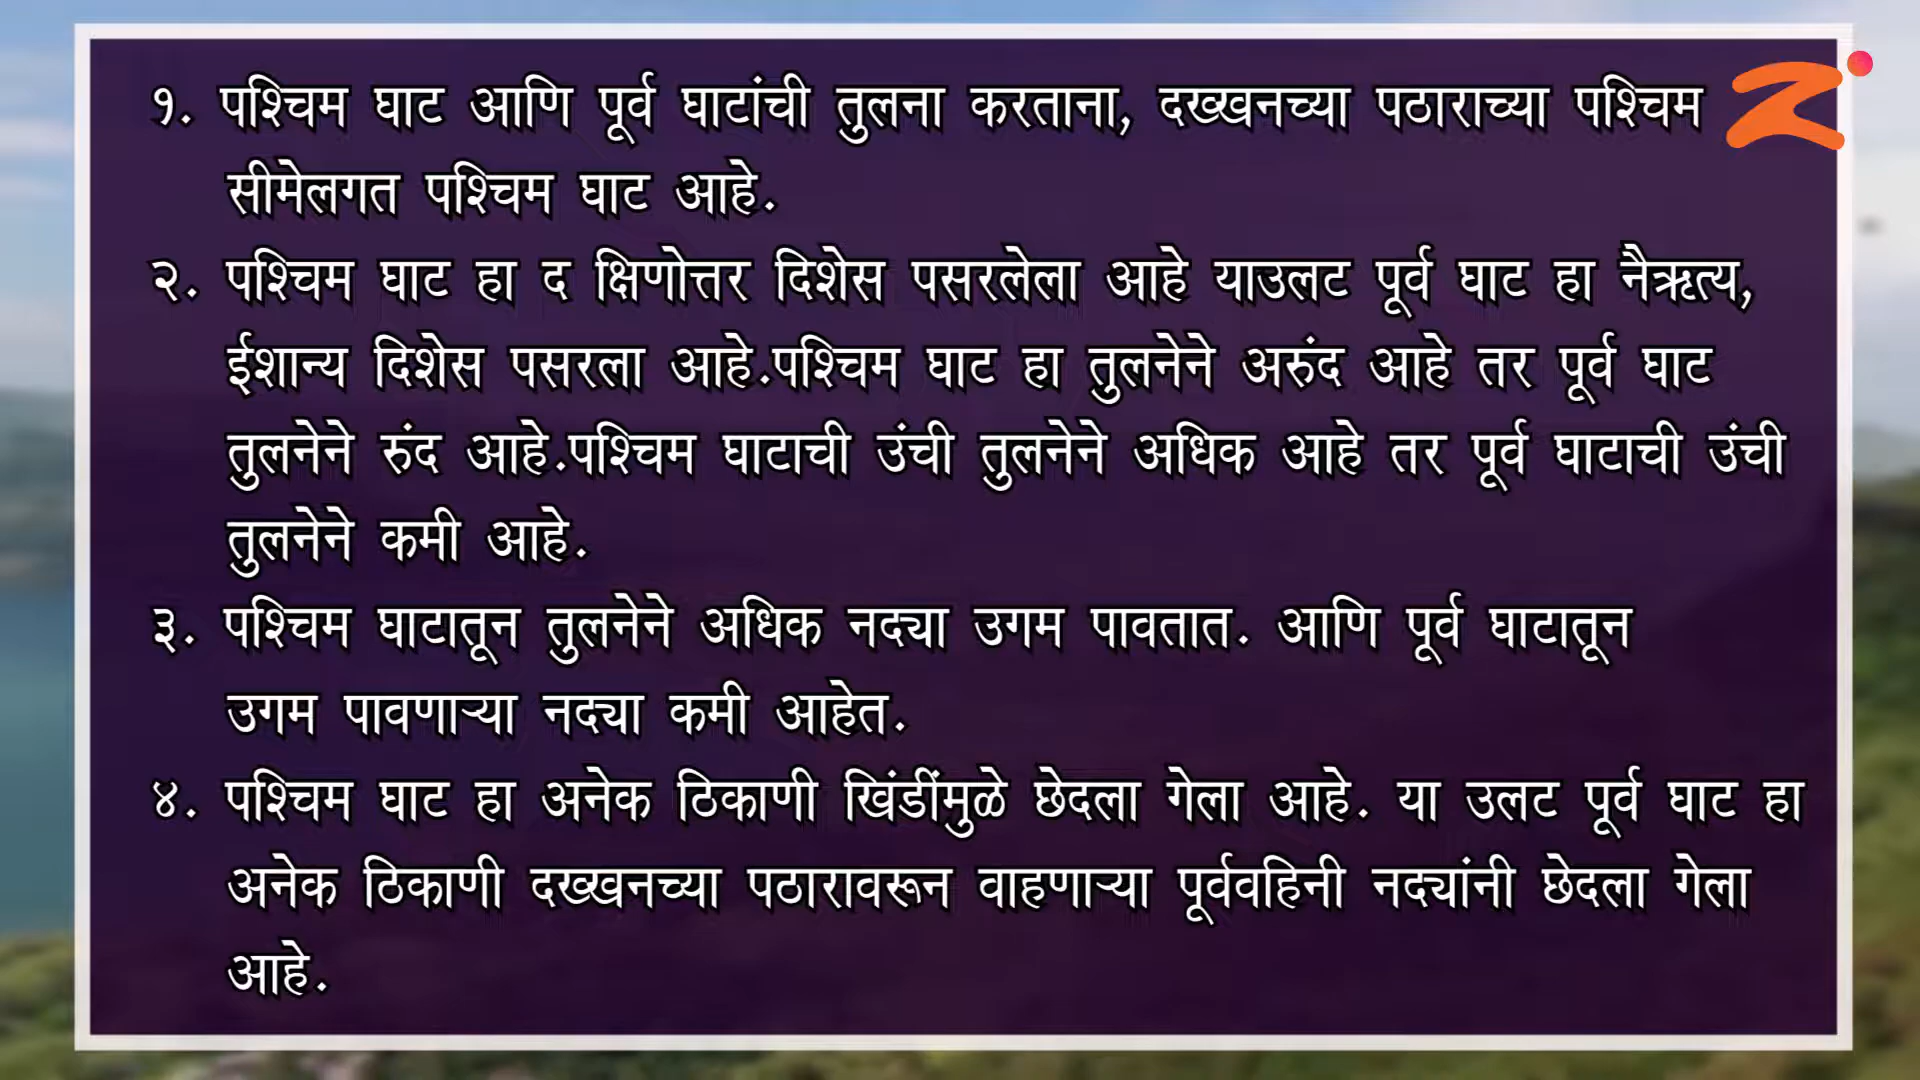 १. पश्चिम घाट आणि पूर्व घाटांची तुलना करताना, दख्खनच्या पठाराच्या पश्चिम
सीमेलगत पश्चिम घाट आहे.
२. पश्चिम घाट हा द क्षिणोत्तर दिशेस पसरलेला आहे याउलट पूर्व घाट हा नैऋत्य,
ईशान्य दिशेस पसरला आहे.पश्चिम घाट हा तुलनेने अरुंद आहे तर पूर्व घाट
तुलनेने रुंद आहे.पश्चिम घाटाची उंची तुलनेने अधिक आहे तर पूर्व घाटाची उंची
तुलनेने कमी आहे.
३. पश्चिम घाटातून तुलनेने अधिक नद्या उगम पावतात. आणि पूर्व घाटातून
उगम पावणाऱ्या नद्या कमी आहेत.
४. पश्चिम घाट हा अनेक ठिकाणी खिंडींमुळे छेदला गेला आहे. या उलट पूर्व घाट हा
अनेक ठिकाणी दख्खनच्या पठारावरून वाहणाऱ्या पूर्ववहिनी नद्यांनी छेदला गेला
आहे.